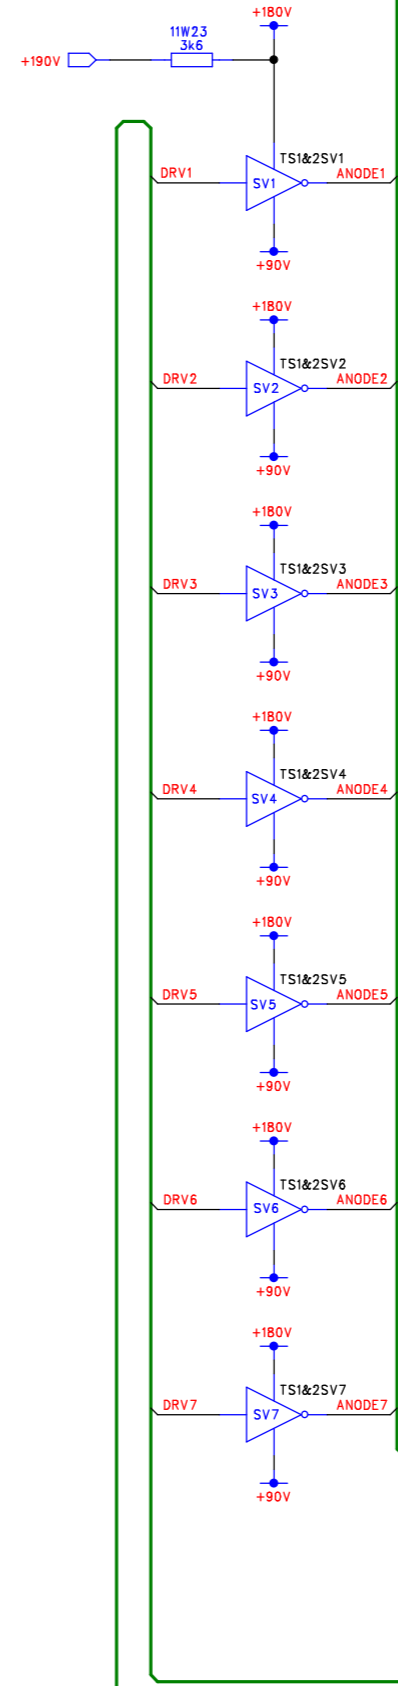 +180V
11W23
3k6
+190V
TS1&2SV1
DRV1
SV1
ANODE1
+90V
+180V
TS1&2SV2
DRV2
SV2
ANODE2
+90V
+180V
TS1&2SV3
DRV3
SV3
ANODE3
+90V
+180V
TS1&2SV4
DRV4
SV4
ANODE4
+90V
+180V
TS1&2SV5
DRV5
SV5
ANODE5
+90V
+180V
TS1&2SV6
DRV6
SV6
ANODE6
+90V
+180V
TS1&2SV7
DRV7
SV7
ANODE7
+90V